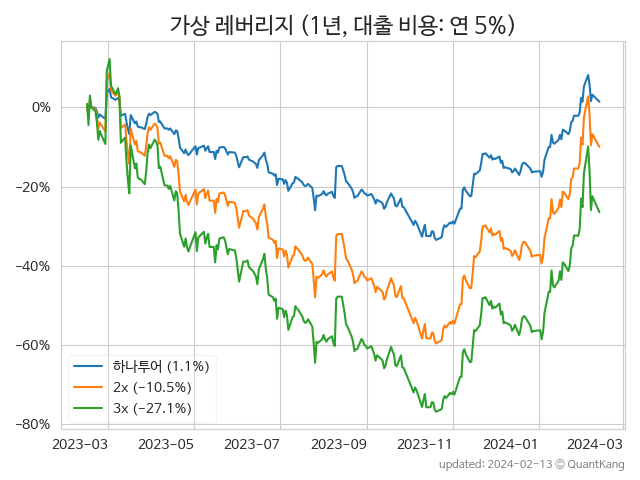 가상 레버리지 (1년, 대출 비용: 연 5%)
0%
−20%
−40%
−60%
−80%
하나투어 (1.1%)
2x (−10.5%)
3x (−27.1%)
2023-03 2023-05 2023-07 2023-09 2023-11 2024-01 2024-03
updated: 2024-02-13 © QuantKang